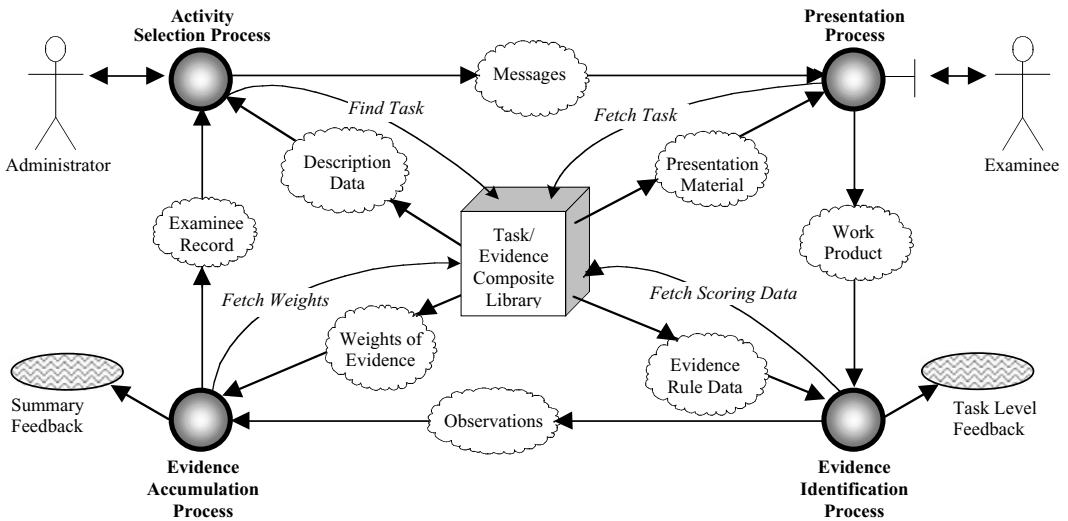 Activity
Selection Process
Presentation
Process
Messages
Find Task
Fetch Task
Administrator
Examinee
Description
Data
Presentation
Material
Examinee
Record
Task/
Evidence
Composite
Library
Work
Product
Fetch Weights
Fetch Scoring Data
Weights of
Evidence
Evidence
Rule Data
Summary
Feedback
Observations
Task Level
Feedback
Evidence
Accumulation
Process
Evidence
Identification
Process